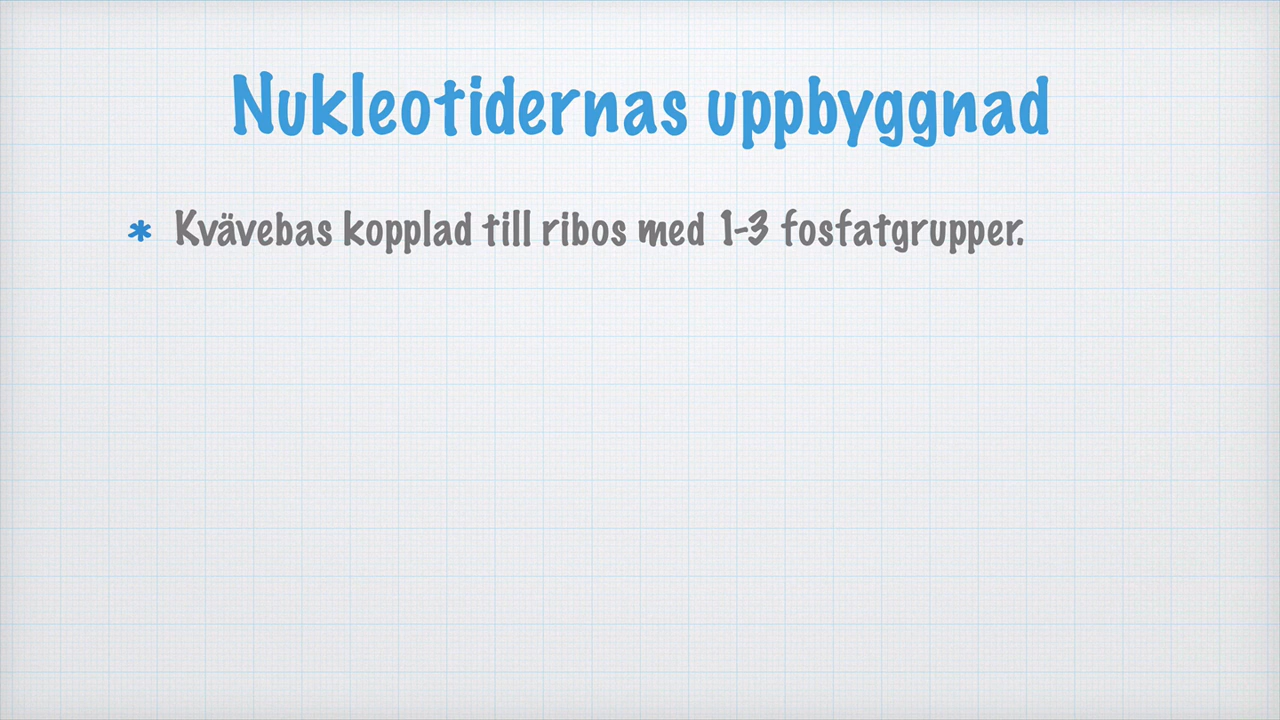 Nukleotidernas uppbyggnad
* Kvävebas kopplad till ribos med 1-3 fosfatgrupper.